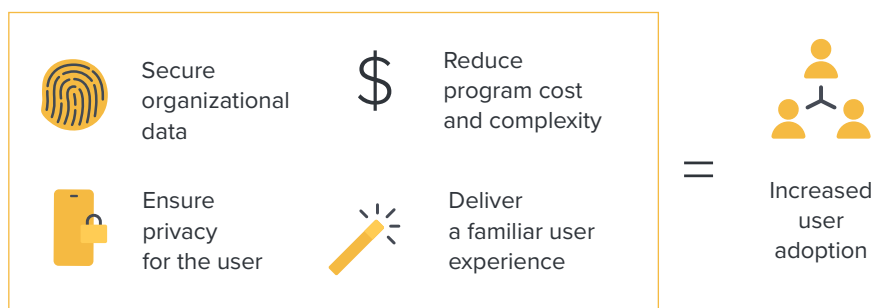 Secure
organizational
data
$
Reduce
program cost
and complexity
Ensure
privacy
for the user
Deliver
a familiar user
experience
=
Increased
user
adoption